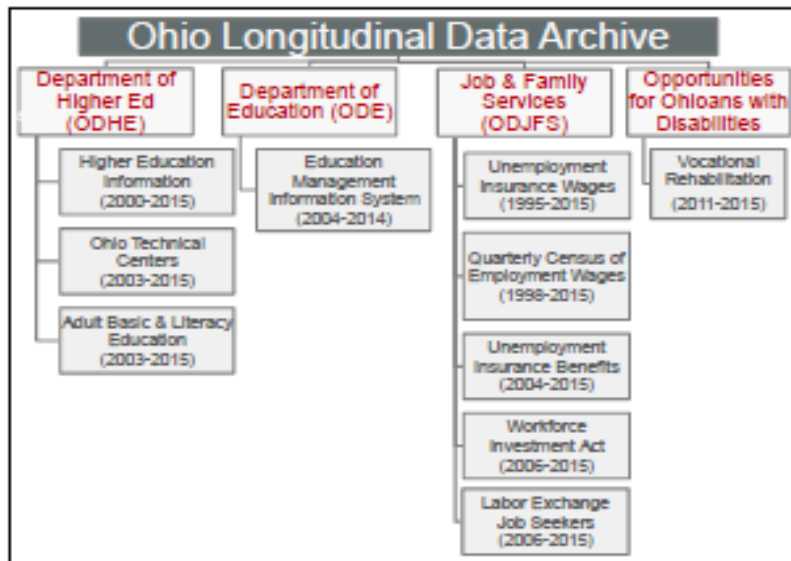 Ohio Longitudinal Data Archive
Department of
Higher Ed
(ODHE)
Higher Education
Information
(2000-2015)
Ohio Technical
Centers
(2003-2015)
Adult Basic & Literacy
Education
(2003-2015)
Department of
Education (ODE)
Education
Management
Information System
(2004-2014)
Job & Family
Services
(ODJFS)
Unemployment
Insurance Wages
(1995-2015)
Quarterly Census of
Employment Wages
(1998-2015)
Unemployment
Insurance Benefits
(2004-2015)
Workforce
Investment Act
(2006-2015)
Labor Exchange
Job Seekers
(2006-2015)
Opportunities
for Ohioans with
Disabilities
Vocational
Rehabilitation
(2011-2015)